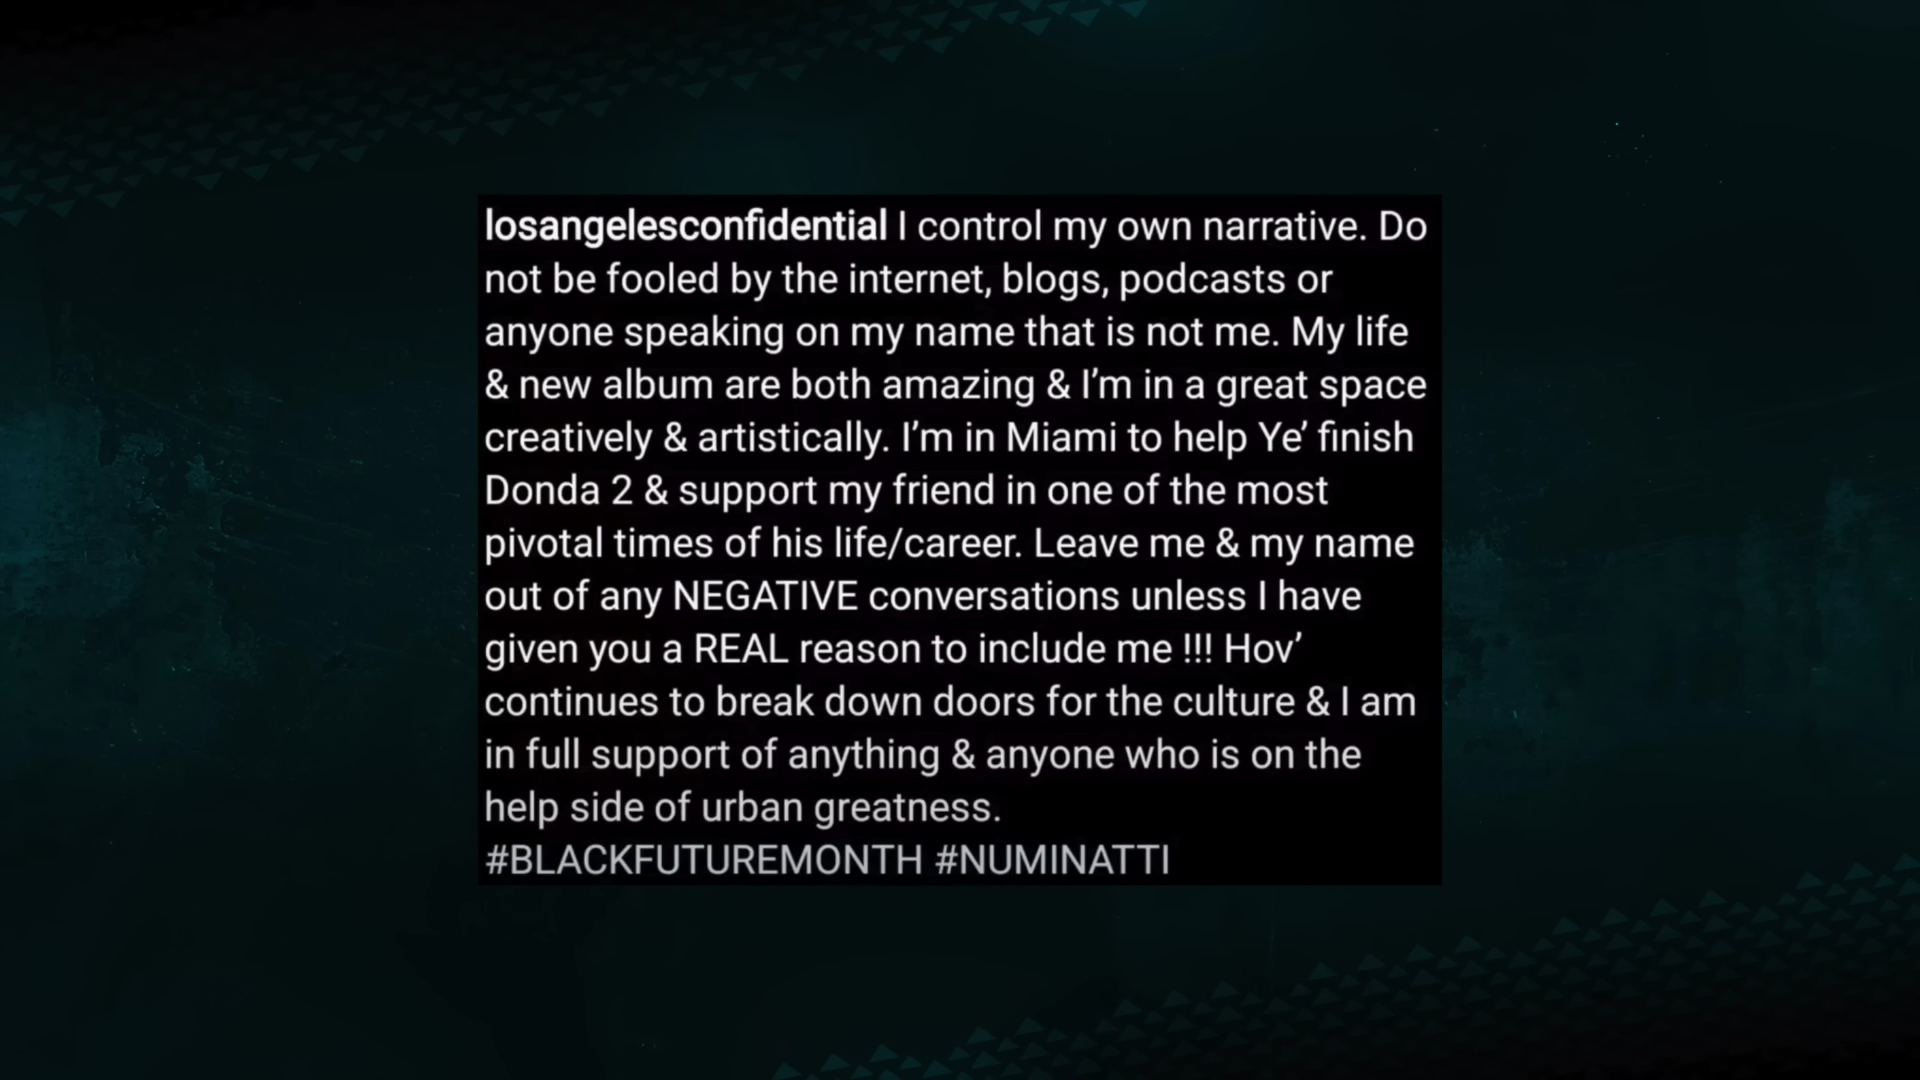 losangelesconfidential I control my own narrative. Do
not be fooled by the internet, blogs, podcasts or
anyone speaking on my name that is not me. My life
& new album are both amazing & I’m in a great space
creatively & artistically. I’m in Miami to help Ye’ finish
Donda 2 & support my friend in one of the most
pivotal times of his life/career. Leave me & my name
out of any NEGATIVE conversations unless I have
given you a REAL reason to include me !!! Hov’
continues to break down doors for the culture & I am
in full support of anything & anyone who is on the
help side of urban greatness.
#BLACKFUTUREMONTH #NUMINATTI